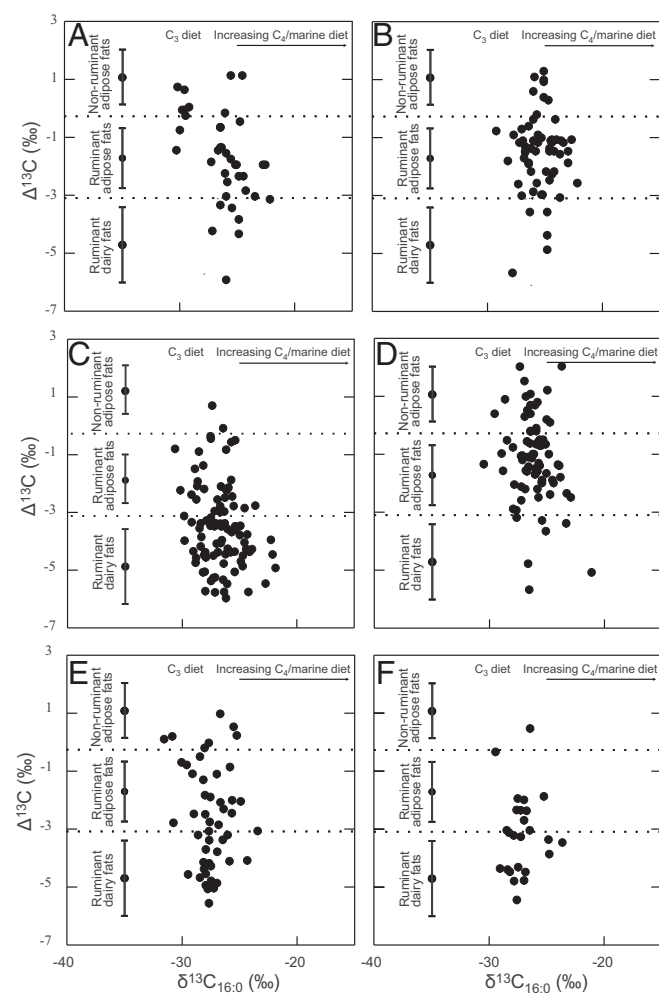 3
A
C₃ diet
Increasing C₄/marine diet
B
C₃ diet
Increasing C₄/marine diet
1
-1
-3
-5
-7
Δ¹³C (‰)
Non-ruminant
adipose fats
Ruminant
adipose fats
Ruminant
dairy fats
Non-ruminant
adipose fats
Ruminant
adipose fats
Ruminant
dairy fats
3
C
C₃ diet
Increasing C₄/marine diet
D
C₃ diet
Increasing C₄/marine diet
1
-1
-3
-5
-7
Δ¹³C (‰)
Non-ruminant
adipose fats
Ruminant
adipose fats
Ruminant
dairy fats
Non-ruminant
adipose fats
Ruminant
adipose fats
Ruminant
dairy fats
3
E
C₃ diet
Increasing C₄/marine diet
F
C₃ diet
Increasing C₄/marine diet
1
-1
-3
-5
-7
Δ¹³C (‰)
Non-ruminant
adipose fats
Ruminant
adipose fats
Ruminant
dairy fats
Non-ruminant
adipose fats
Ruminant
adipose fats
Ruminant
dairy fats
-40 -30 -20 -40 -30 -20
δ¹³C₁₆:₀ (‰) δ¹³C₁₆:₀ (‰)